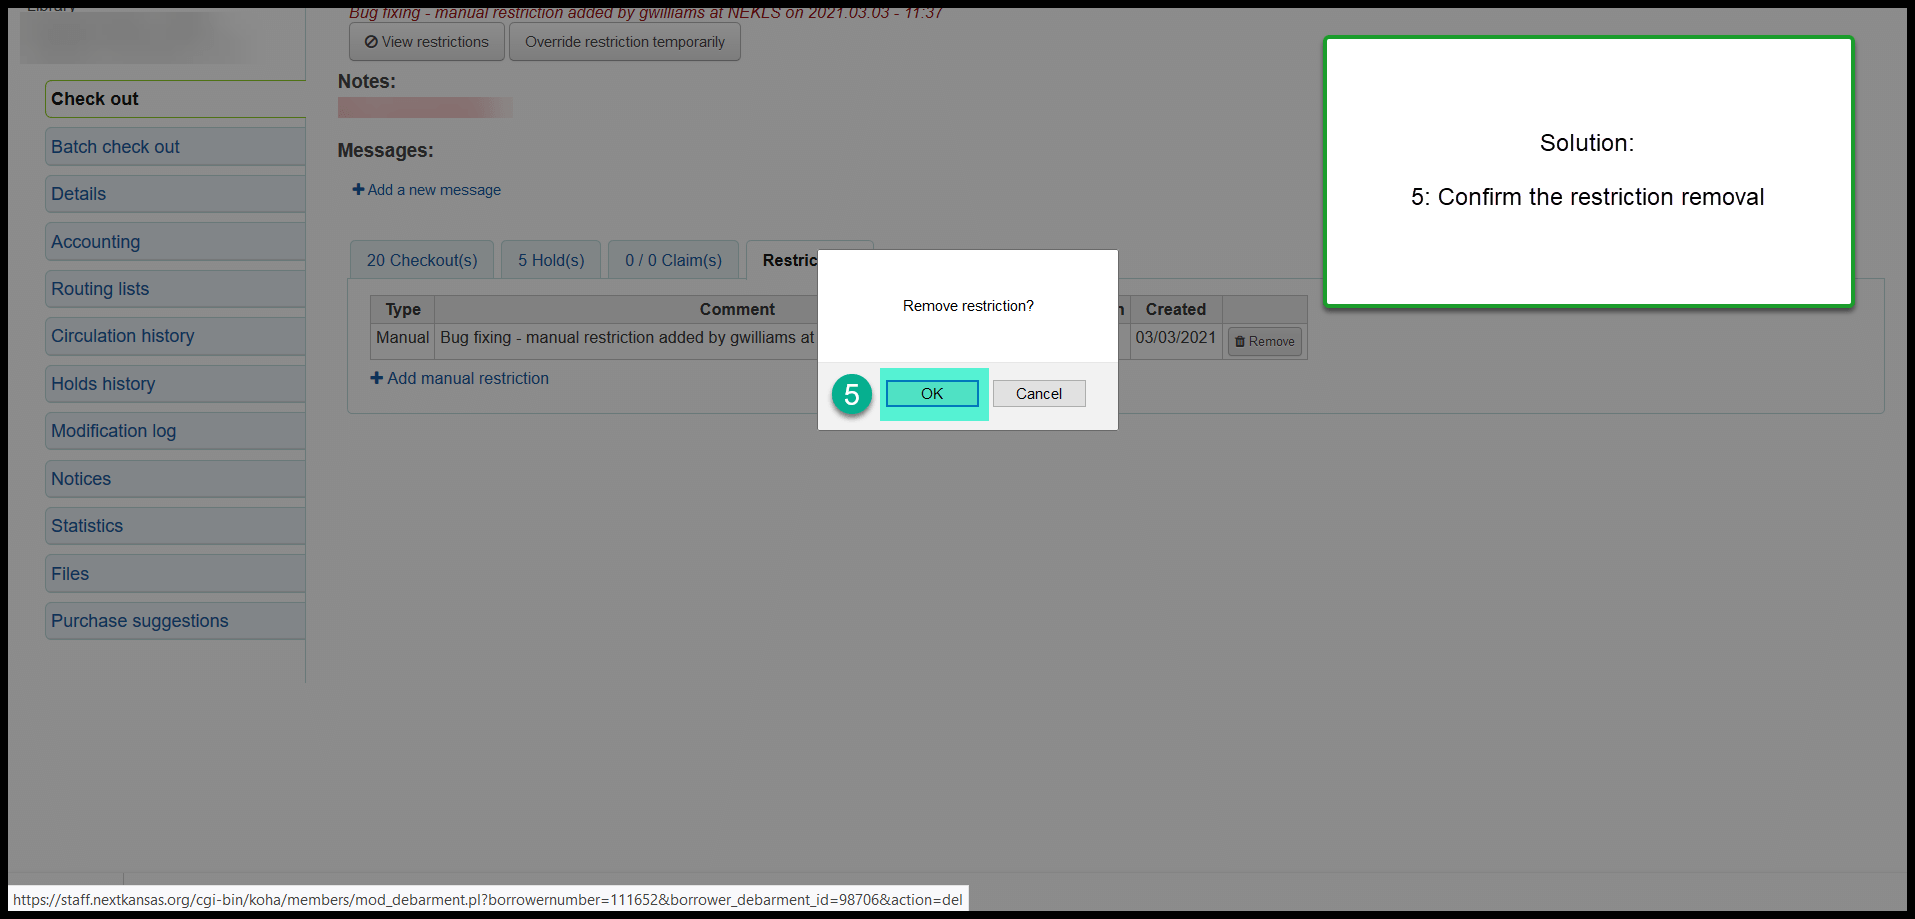 Library
Bug fixing - manual restriction added by gwilliams at NEKLS on 2021.03.03 - 11:37
View restrictions
Override restriction temporarily
Notes:
Messages:
Add a new message
Check out
Batch check out
Details
Accounting
Routing lists
Circulation history
Holds history
Modification log
Notices
Statistics
Files
Purchase suggestions
20 Checkout(s)
5 Hold(s)
0 / 0 Claim(s)
Restric
Type
Comment
n
Created
Manual
Bug fixing - manual restriction added by gwilliams at
03/03/2021
Remove
Add manual restriction
Remove restriction?
5
OK
Cancel
Solution:
5: Confirm the restriction removal
https://staff.nextkansas.org/cgi-bin/koha/members/mod_debarment.pl?borrowernumber=111652&borrower_debarment_id=98706&action=del